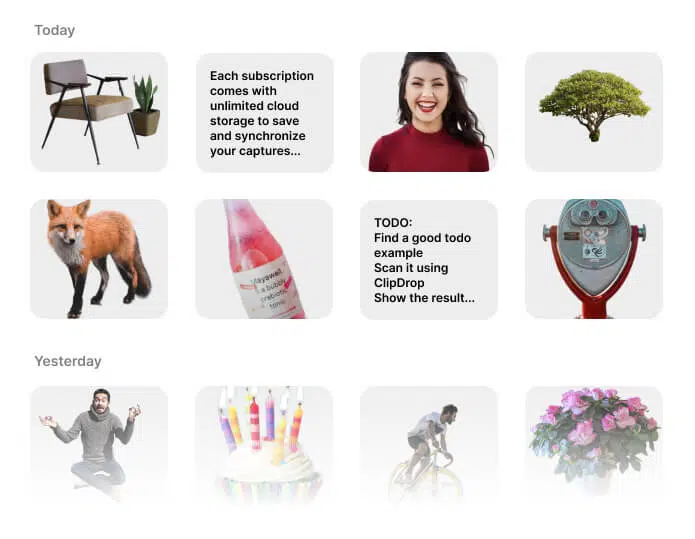 Today
Each subscription
comes with
unlimited cloud
storage to save
and synchronize
your captures...
Mayawell
a bubbly
prebiotic
tonic
TODO:
Find a good todo
example
Scan it using
ClipDrop
Show the result...
Yesterday